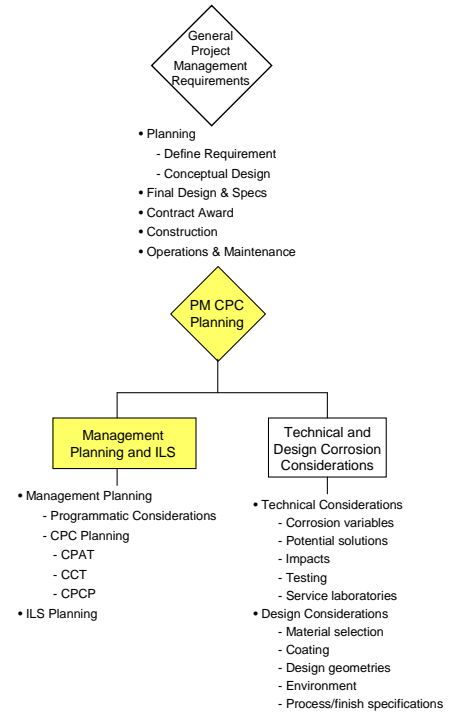 General
Project
Management
Requirements
• Planning
- Define Requirement
- Conceptual Design
• Final Design & Specs
• Contract Award
• Construction
• Operations & Maintenance
PM CPC
Planning
Management
Planning and ILS
• Management Planning
- Programmatic Considerations
- CPC Planning
- CPAT
- CCT
- CPCP
• ILS Planning
Technical and
Design Corrosion
Considerations
• Technical Considerations
- Corrosion variables
- Potential solutions
- Impacts
- Testing
- Service laboratories
• Design Considerations
- Material selection
- Coating
- Design geometries
- Environment
- Process/finish specifications